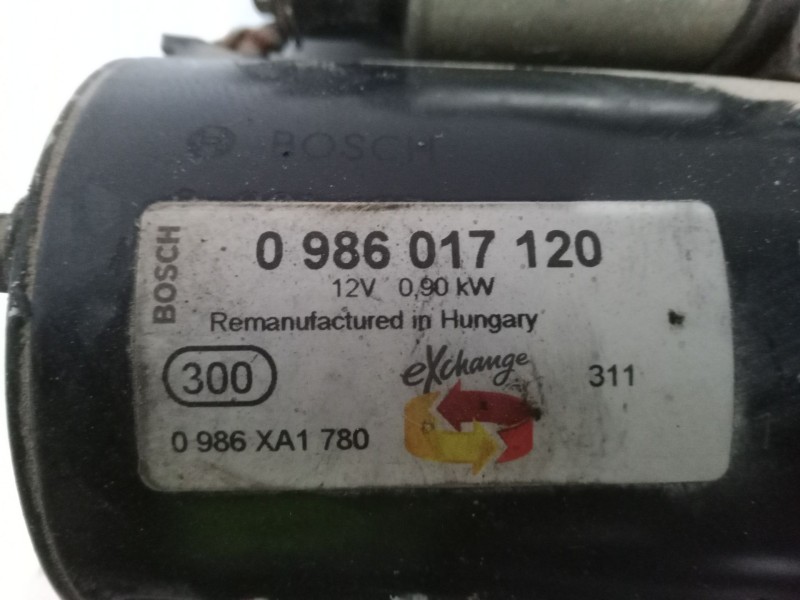 BOSCH
BOSCH
0 986 017 120
12V 0,90 kW
Remanufactured in Hungary
300
eXchange
311
0 986 XA1 780